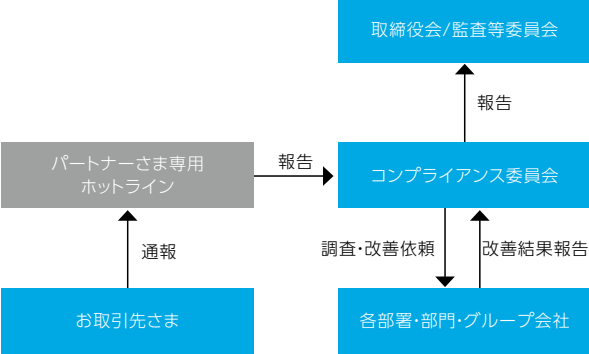 取締役会/監査等委員会
報告
パートナーさま専用
ホットライン
報告
コンプライアンス委員会
通報
調査・改善依頼
改善結果報告
お取引先さま
各部署・部門・グループ会社